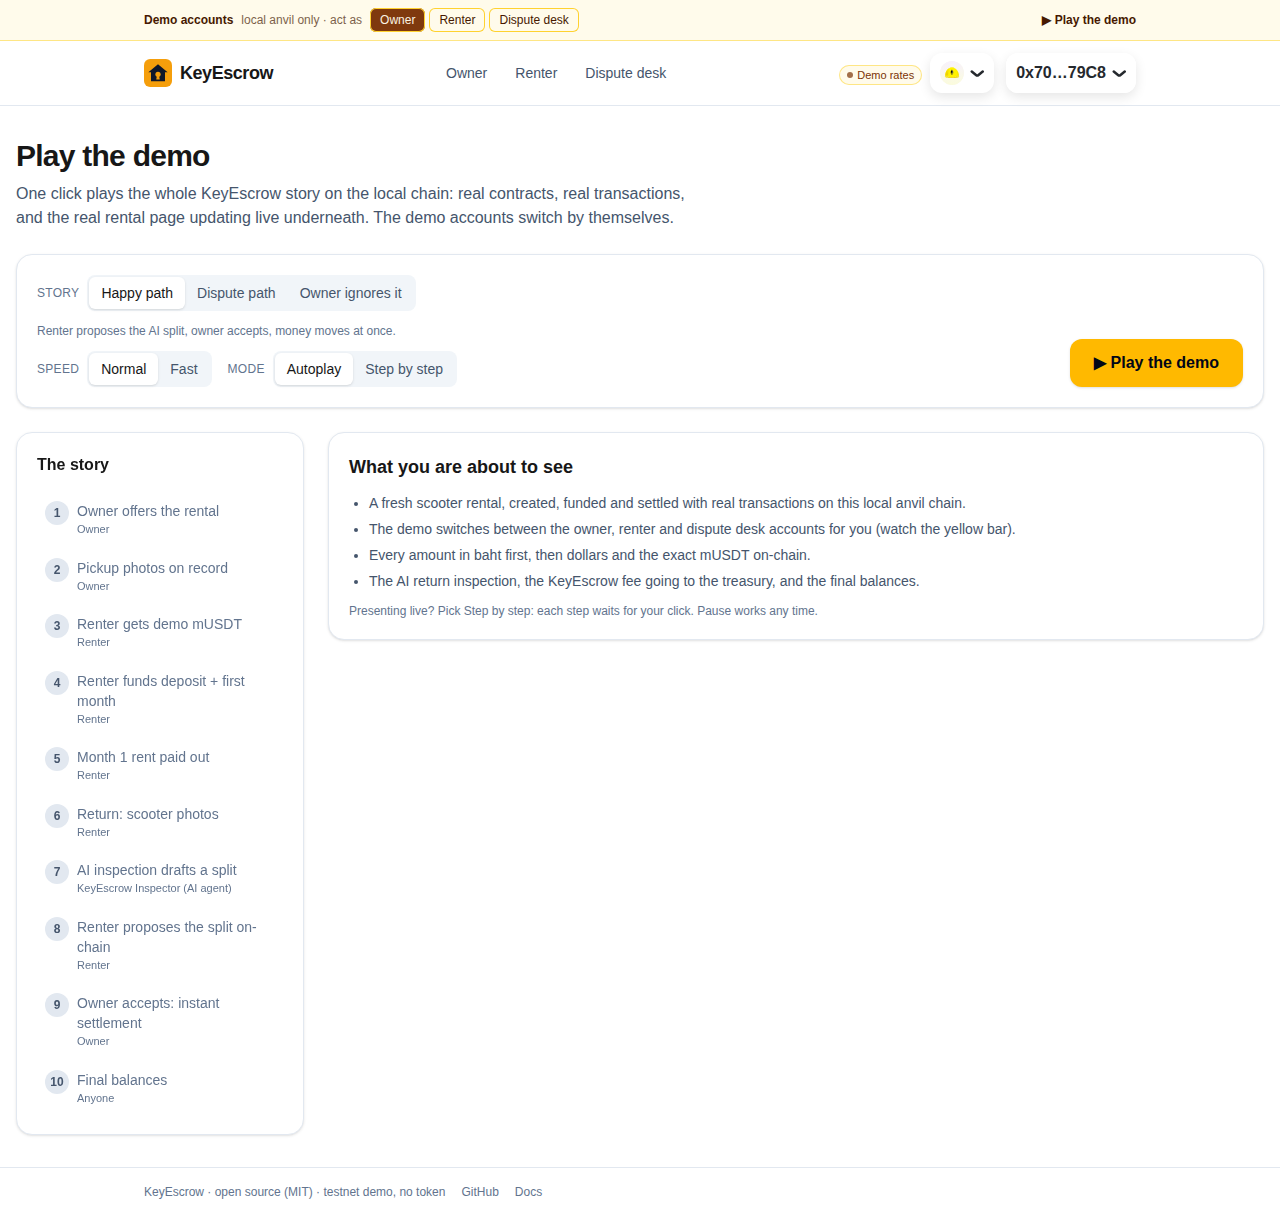 Demo accounts local anvil only · act as Owner Renter Dispute desk ▶ Play the demo
KeyEscrow Owner Renter Dispute desk Demo rates 0x70…79C8
Play the demo
One click plays the whole KeyEscrow story on the local chain: real contracts, real transactions,
and the real rental page updating live underneath. The demo accounts switch by themselves.
STORY Happy path Dispute path Owner ignores it
Renter proposes the AI split, owner accepts, money moves at once.
SPEED Normal Fast MODE Autoplay Step by step
▶ Play the demo
The story
1 Owner offers the rental
Owner
2 Pickup photos on record
Owner
3 Renter gets demo mUSDT
Renter
4 Renter funds deposit + first
month
Renter
5 Month 1 rent paid out
Renter
6 Return: scooter photos
Renter
7 AI inspection drafts a split
KeyEscrow Inspector (AI agent)
8 Renter proposes the split on-
chain
Renter
9 Owner accepts: instant
settlement
Owner
10 Final balances
Anyone
What you are about to see
• A fresh scooter rental, created, funded and settled with real transactions on this local anvil chain.
• The demo switches between the owner, renter and dispute desk accounts for you (watch the yellow bar).
• Every amount in baht first, then dollars and the exact mUSDT on-chain.
• The AI return inspection, the KeyEscrow fee going to the treasury, and the final balances.
Presenting live? Pick Step by step: each step waits for your click. Pause works any time.
KeyEscrow · open source (MIT) · testnet demo, no token GitHub Docs